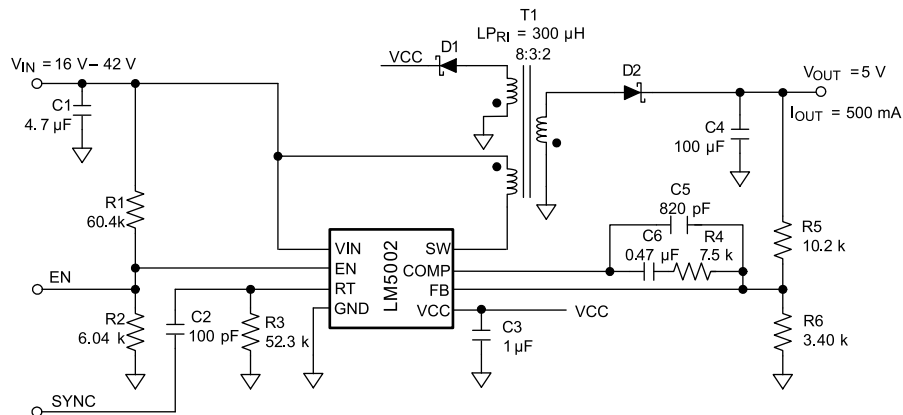 T1
LPRI = 300 µH
8:3:2
D1
VCC
D2
VIN = 16 V– 42 V
VOUT = 5 V
IOUT = 500 mA
C1
4.7 µF
C4
100 µF
R1
60.4k
C5
820 pF
C6
0.47 µF
R4
7.5 k
R5
10.2 k
VIN
EN
RT
GND
LM5002
SW
COMP
FB
VCC
EN
R2
6.04 k
C2
100 pF
R3
52.3 k
C3
1 µF
VCC
R6
3.40 k
SYNC